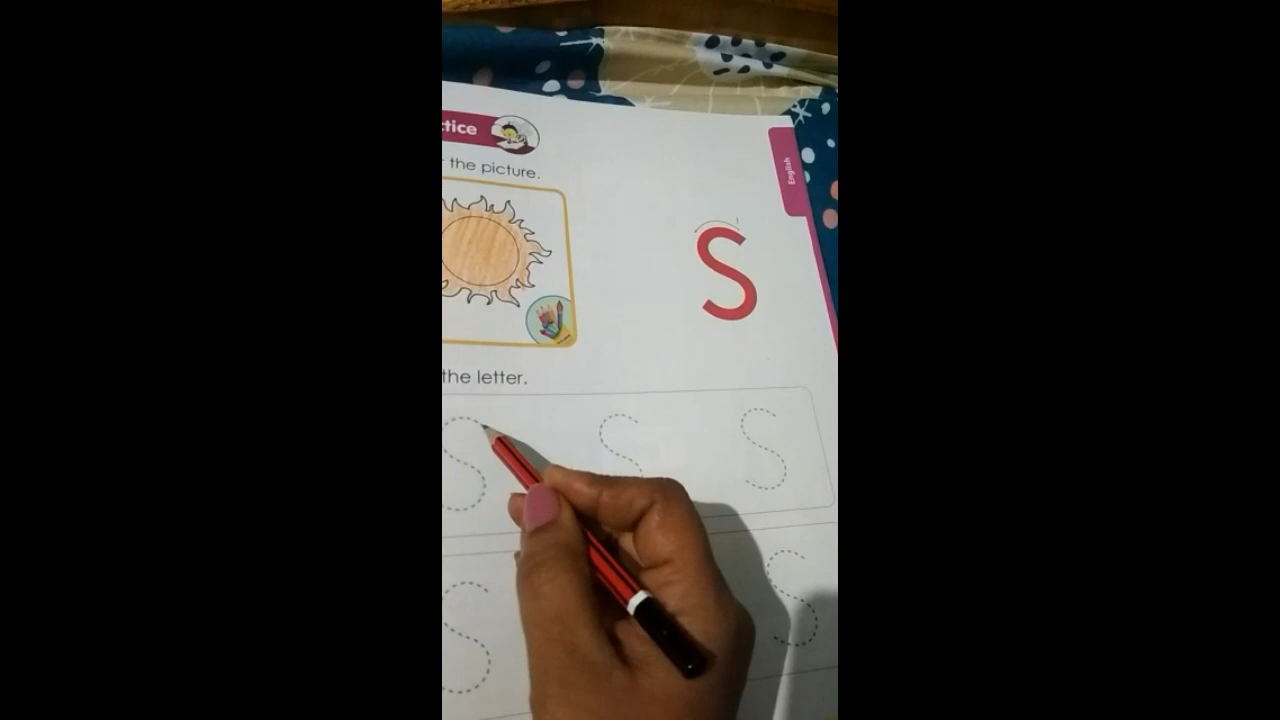 ctice
the picture.
English
S
the letter.
S S S
S S